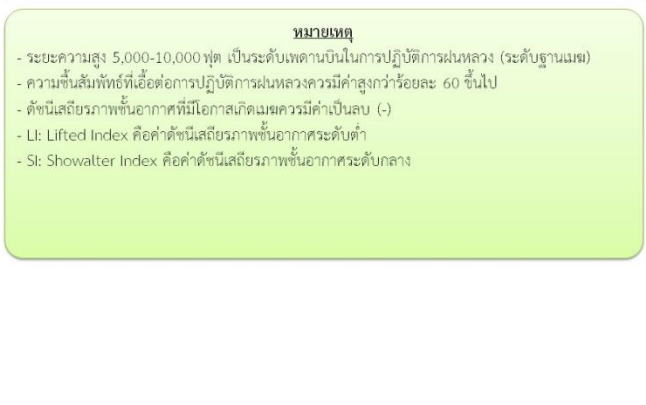 หมายเหตุ
- ระยะความสูง 5,000-10,000 ฟุต เป็นระดับเพดานบินในการปฏิบัติการฝนหลวง (ระดับฐานเมฆ)
- ความชื้นสัมพัทธ์ที่เอื้อต่อการปฏิบัติการฝนหลวงควรมีค่าสูงกว่าร้อยละ 60 ขึ้นไป
- ดัชนีเสถียรภาพชั้นอากาศที่มีโอกาสเกิดเมฆควรมีค่าเป็นลบ (-)
- LI: Lifted Index คือค่าดัชนีเสถียรภาพชั้นอากาศระดับต่ำ
- SI: Showalter Index คือค่าดัชนีเสถียรภาพชั้นอากาศระดับกลาง